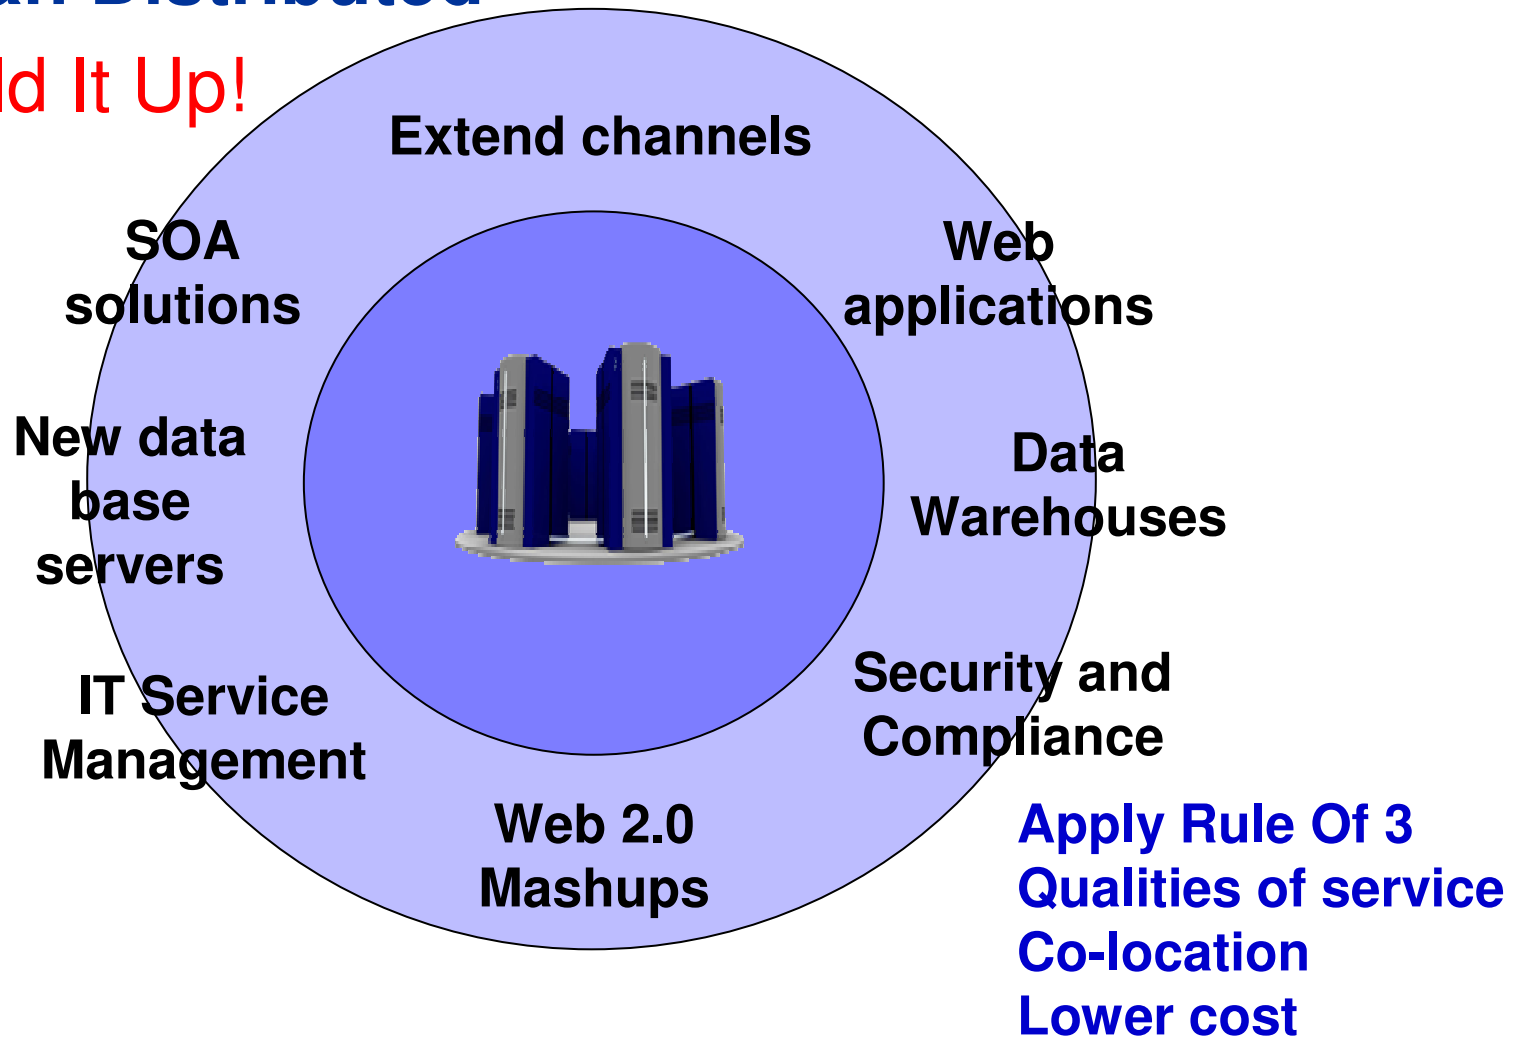 Distributed
It Up!
Extend channels
SOA
solutions
Web
applications
New data
base
servers
Data
Warehouses
IT Service
Management
Security and
Compliance
Web 2.0
Mashups
Apply Rule Of 3
Qualities of service
Co-location
Lower cost